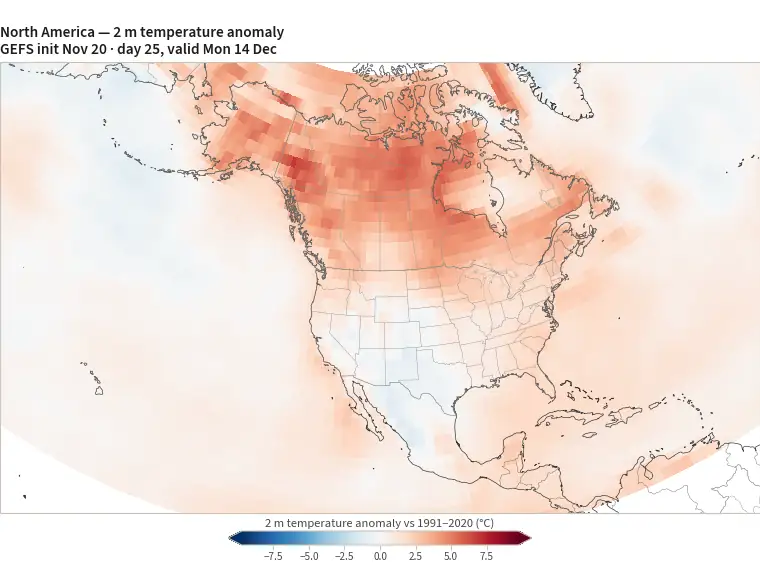 North America — 2 m temperature anomaly
GEFS init Nov 20 · day 25, valid Mon 14 Dec
2 m temperature anomaly vs 1991–2020 (°C)
−7.5 −5.0 −2.5 0.0 2.5 5.0 7.5